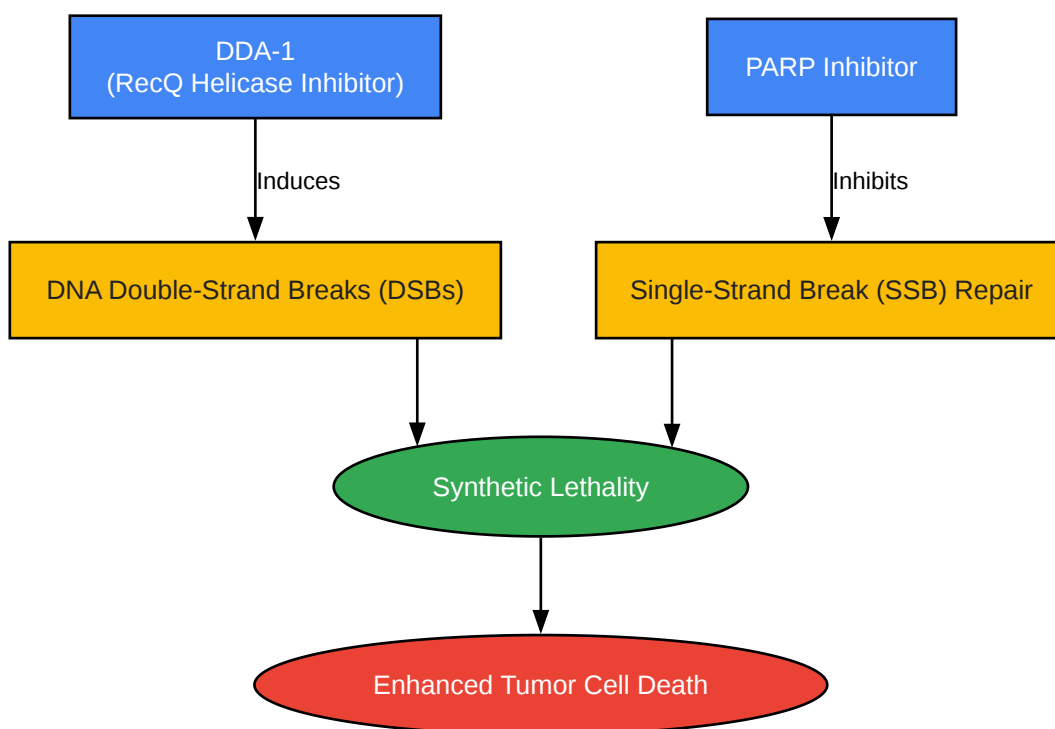 DDA-1
(RecQ Helicase Inhibitor)
PARP Inhibitor
Induces
Inhibits
DNA Double-Strand Breaks (DSBs)
Single-Strand Break (SSB) Repair
Synthetic Lethality
Enhanced Tumor Cell Death